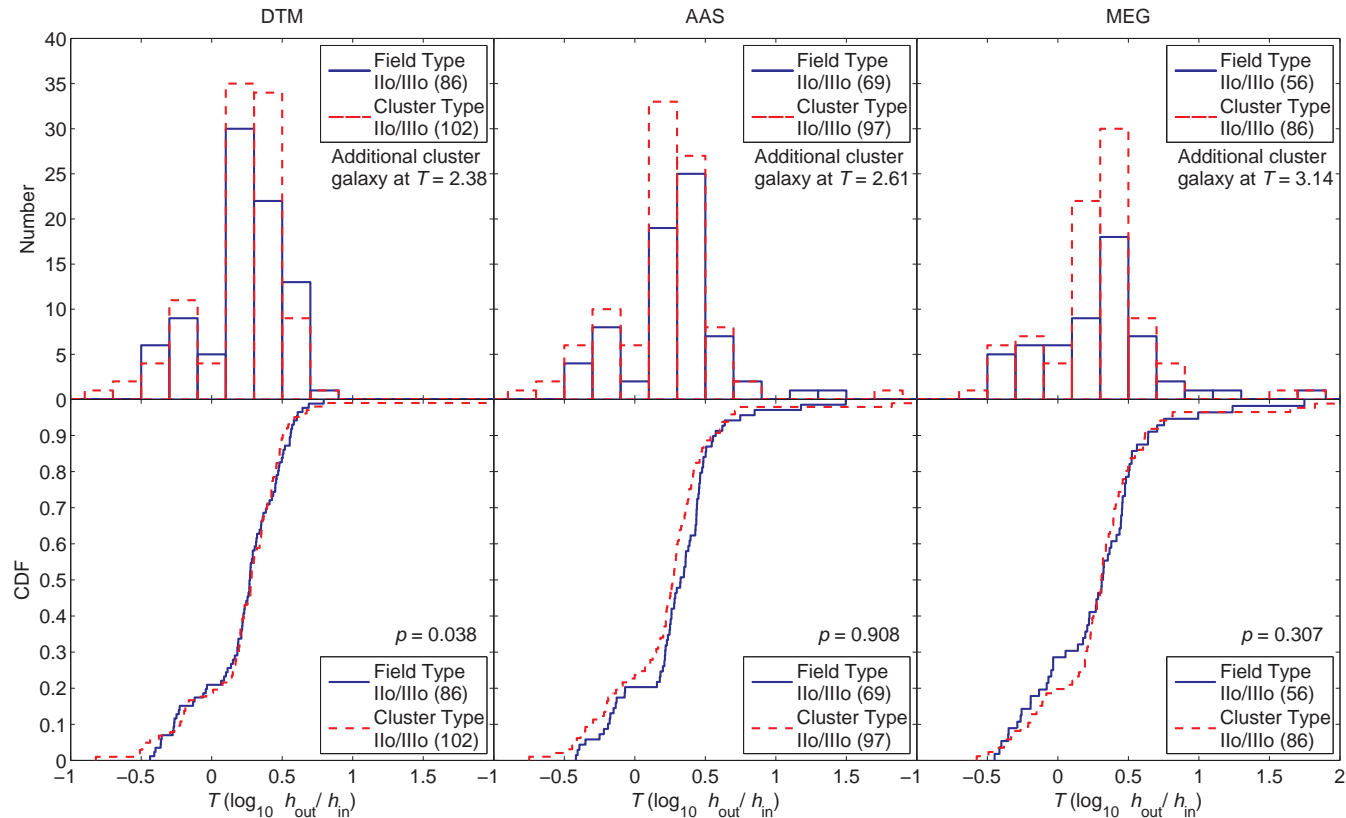 DTM
AAS
MEG
40
35
30
25
20
15
10
5
0
Number
Field Type
IIo/IIIo (86)
Cluster Type
IIo/IIIo (102)
Additional cluster
galaxy at T = 2.38
Field Type
IIo/IIIo (69)
Cluster Type
IIo/IIIo (97)
Additional cluster
galaxy at T = 2.61
Field Type
IIo/IIIo (56)
Cluster Type
IIo/IIIo (86)
Additional cluster
galaxy at T = 3.14
0.9
0.8
0.7
0.6
0.5
0.4
0.3
0.2
0.1
0
CDF
p = 0.038
Field Type
IIo/IIIo (86)
Cluster Type
IIo/IIIo (102)
p = 0.908
Field Type
IIo/IIIo (69)
Cluster Type
IIo/IIIo (97)
p = 0.307
Field Type
IIo/IIIo (56)
Cluster Type
IIo/IIIo (86)
−1 −0.5 0 0.5 1 1.5 −1 −0.5 0 0.5 1 1.5 −1 −0.5 0 0.5 1 1.5 2
T (log10 hout/ hin)
T (log10 hout/ hin)
T (log10 hout/ hin)